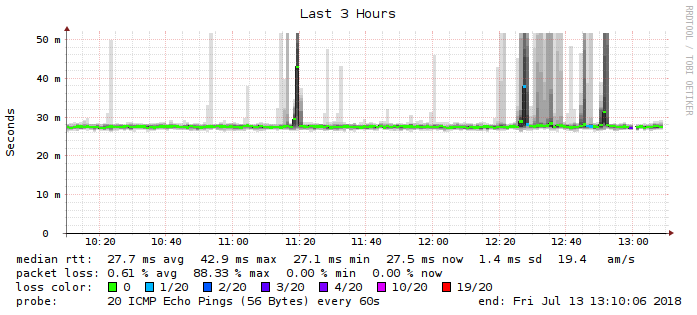 Last 3 Hours
RRDTOOL / TOBI OETIKER
Seconds
50 m
40 m
30 m
20 m
10 m
0
10:20 10:40 11:00 11:20 11:40 12:00 12:20 12:40 13:00
median rtt: 27.7 ms avg 42.9 ms max 27.1 ms min 27.5 ms now 1.4 ms sd 19.4 am/s
packet loss: 0.61 % avg 88.33 % max 0.00 % min 0.00 % now
loss color: 0 1/20 2/20 3/20 4/20 10/20 19/20
probe: 20 ICMP Echo Pings (56 Bytes) every 60s end: Fri Jul 13 13:10:06 2018